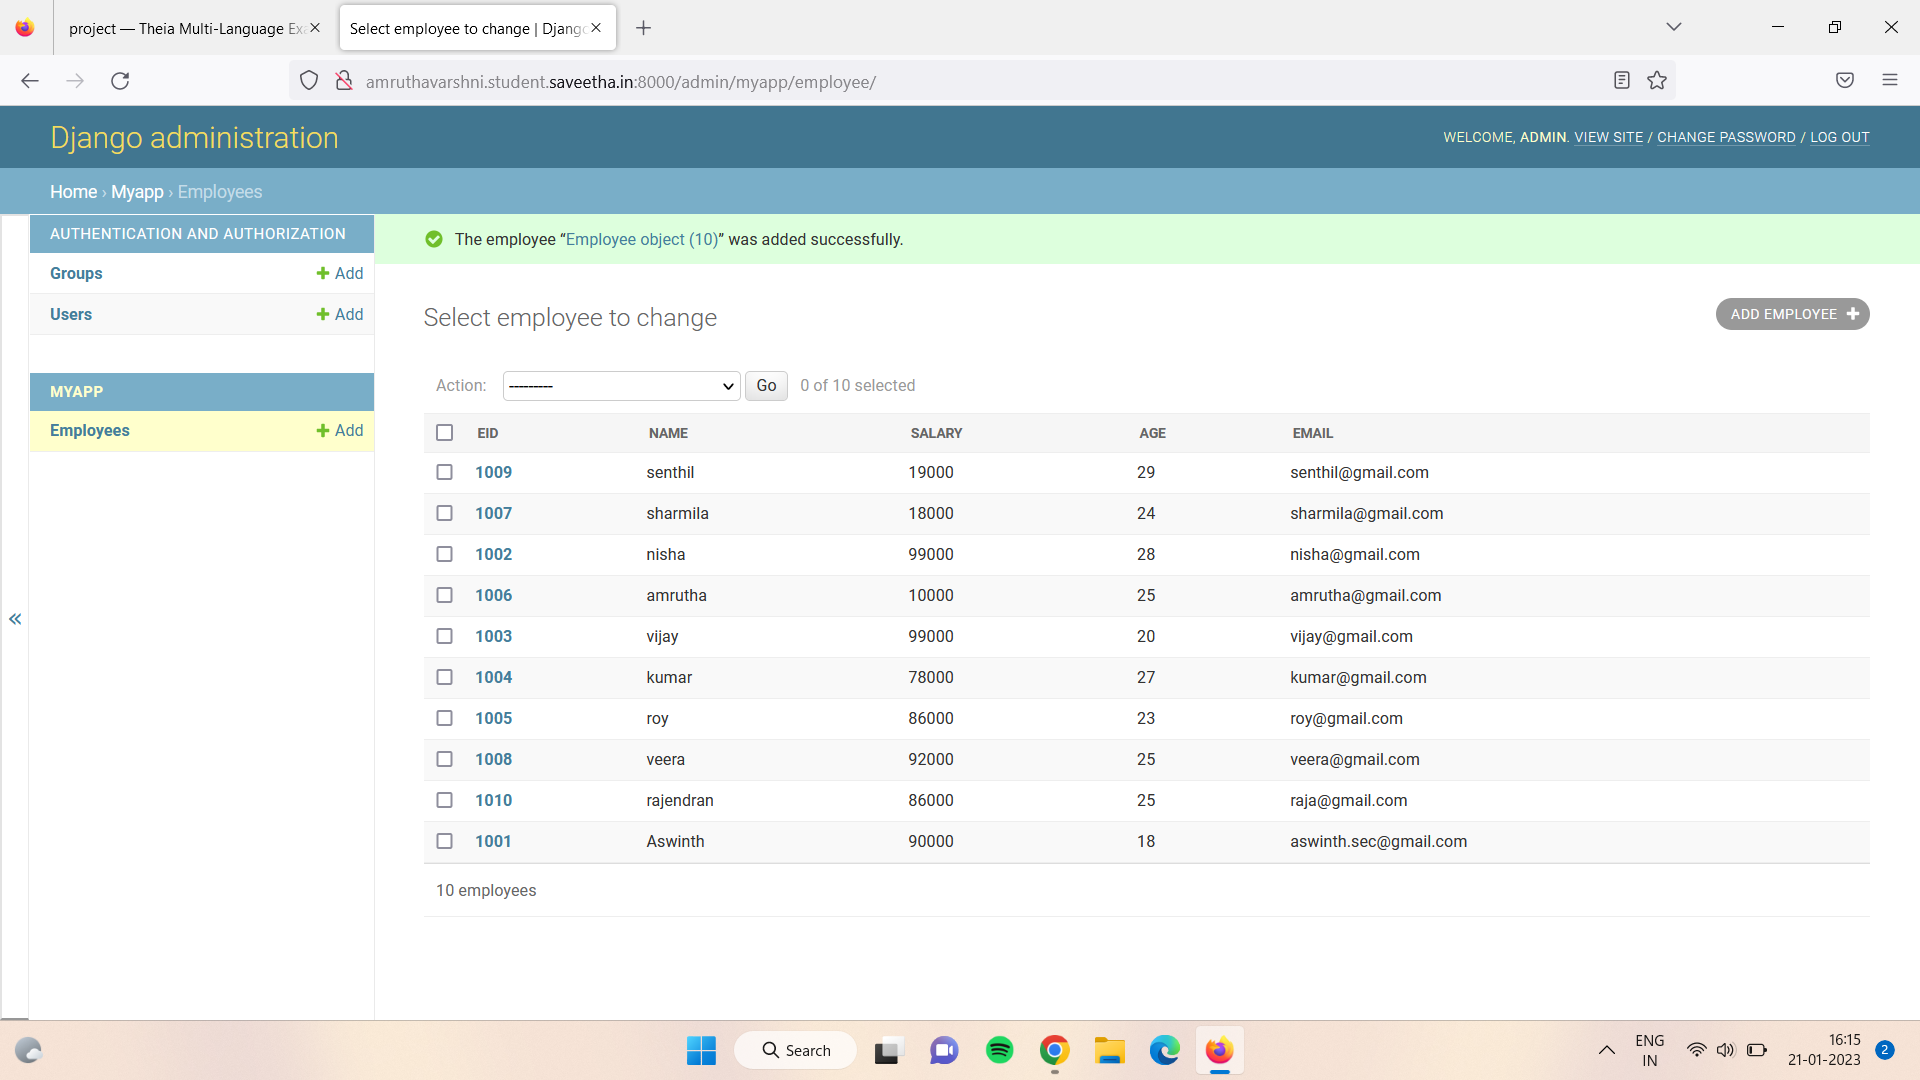 project — Theia Multi-Language Ex
Select employee to change | Django
amruthavarshni.student.saveetha.in:8000/admin/myapp/employee/
Django administration
WELCOME, ADMIN. VIEW SITE / CHANGE PASSWORD / LOG OUT
Home › Myapp › Employees
AUTHENTICATION AND AUTHORIZATION
Groups Add
Users Add
MYAPP
Employees Add
The employee “Employee object (10)” was added successfully.
Select employee to change
ADD EMPLOYEE
Action: --------- Go 0 of 10 selected
EID NAME SALARY AGE EMAIL
1009 senthil 19000 29 senthil@gmail.com
1007 sharmila 18000 24 sharmila@gmail.com
1002 nisha 99000 28 nisha@gmail.com
1006 amrutha 10000 25 amrutha@gmail.com
1003 vijay 99000 20 vijay@gmail.com
1004 kumar 78000 27 kumar@gmail.com
1005 roy 86000 23 roy@gmail.com
1008 veera 92000 25 veera@gmail.com
1010 rajendran 86000 25 raja@gmail.com
1001 Aswinth 90000 18 aswinth.sec@gmail.com
10 employees
Search
ENG
IN
16:15
21-01-2023
2